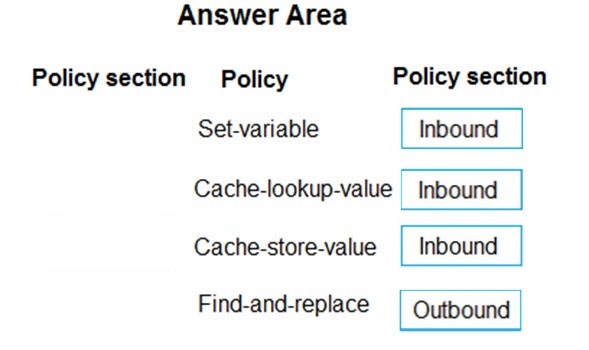 Answer Area
Policy section Policy Policy section
Set-variable Inbound
Cache-lookup-value Inbound
Cache-store-value Inbound
Find-and-replace Outbound